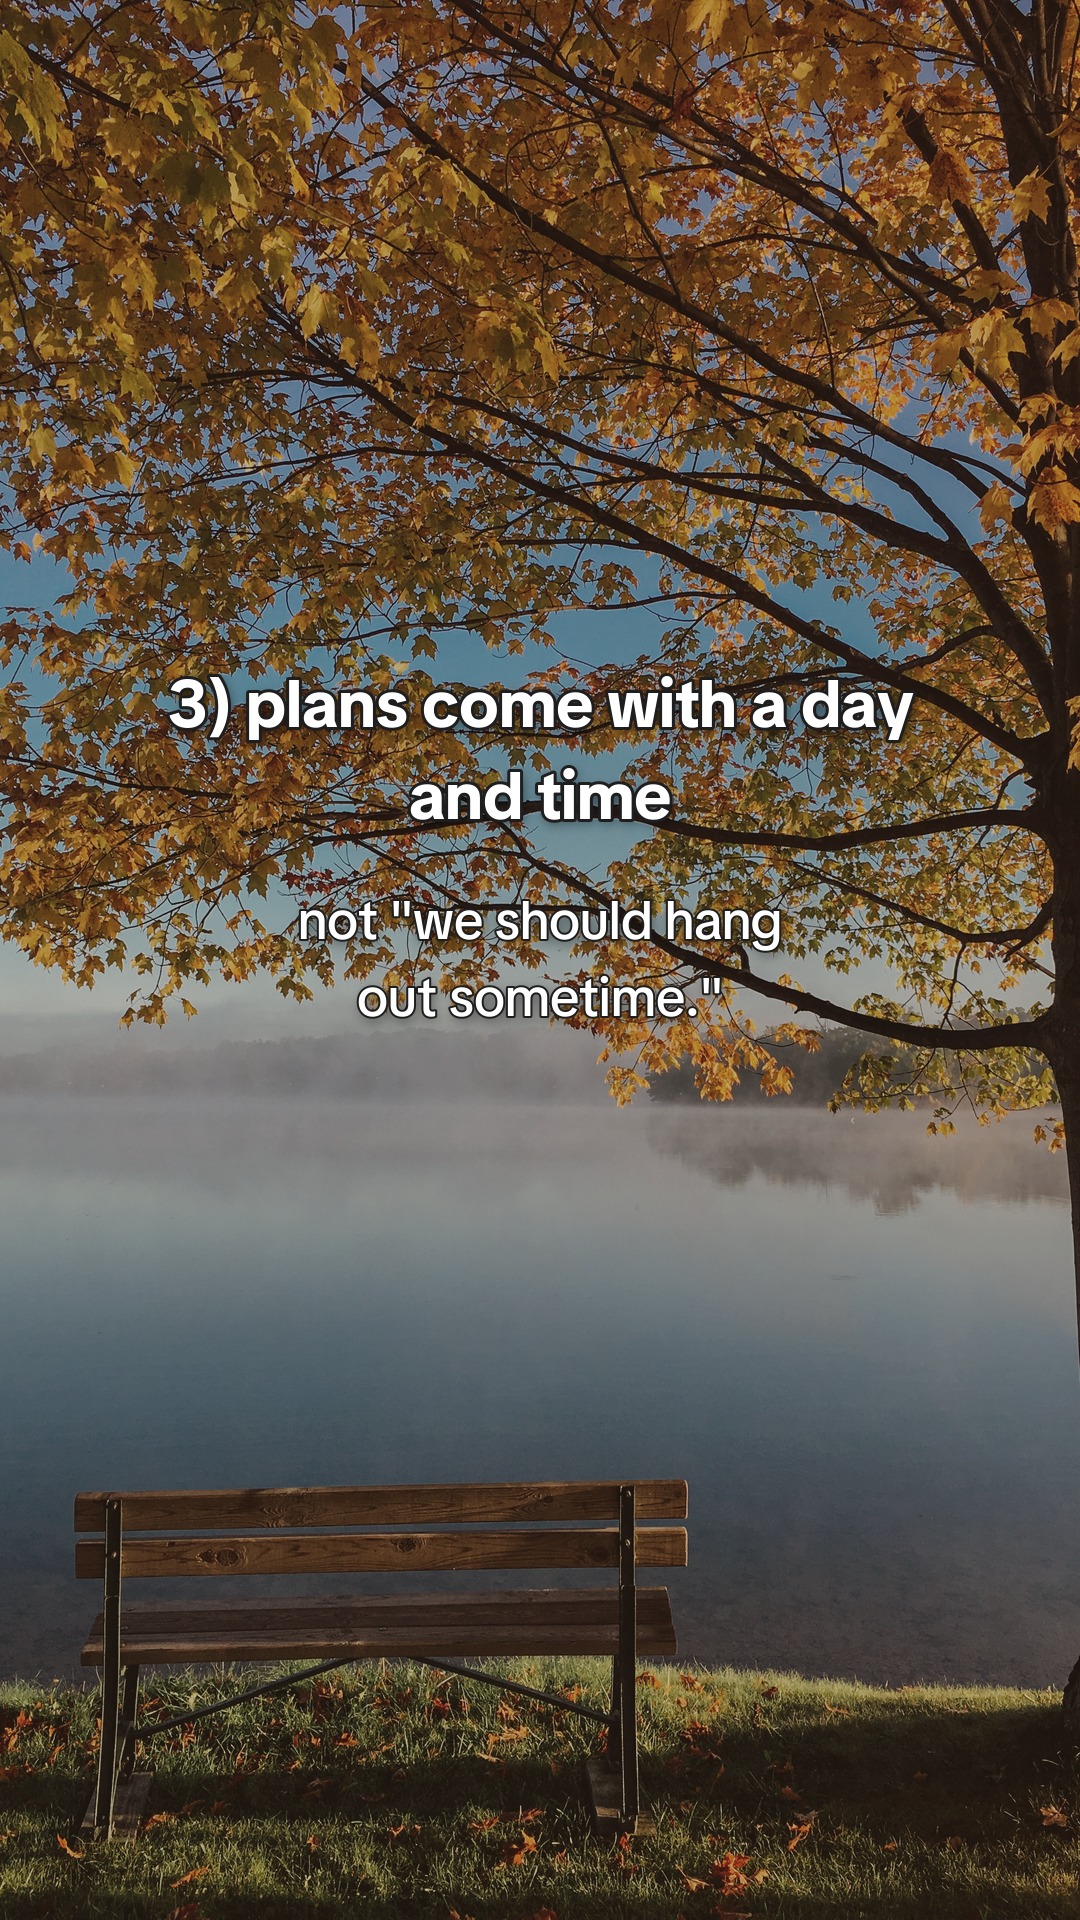 3) plans come with a day
and time
not "we should hang
out sometime."